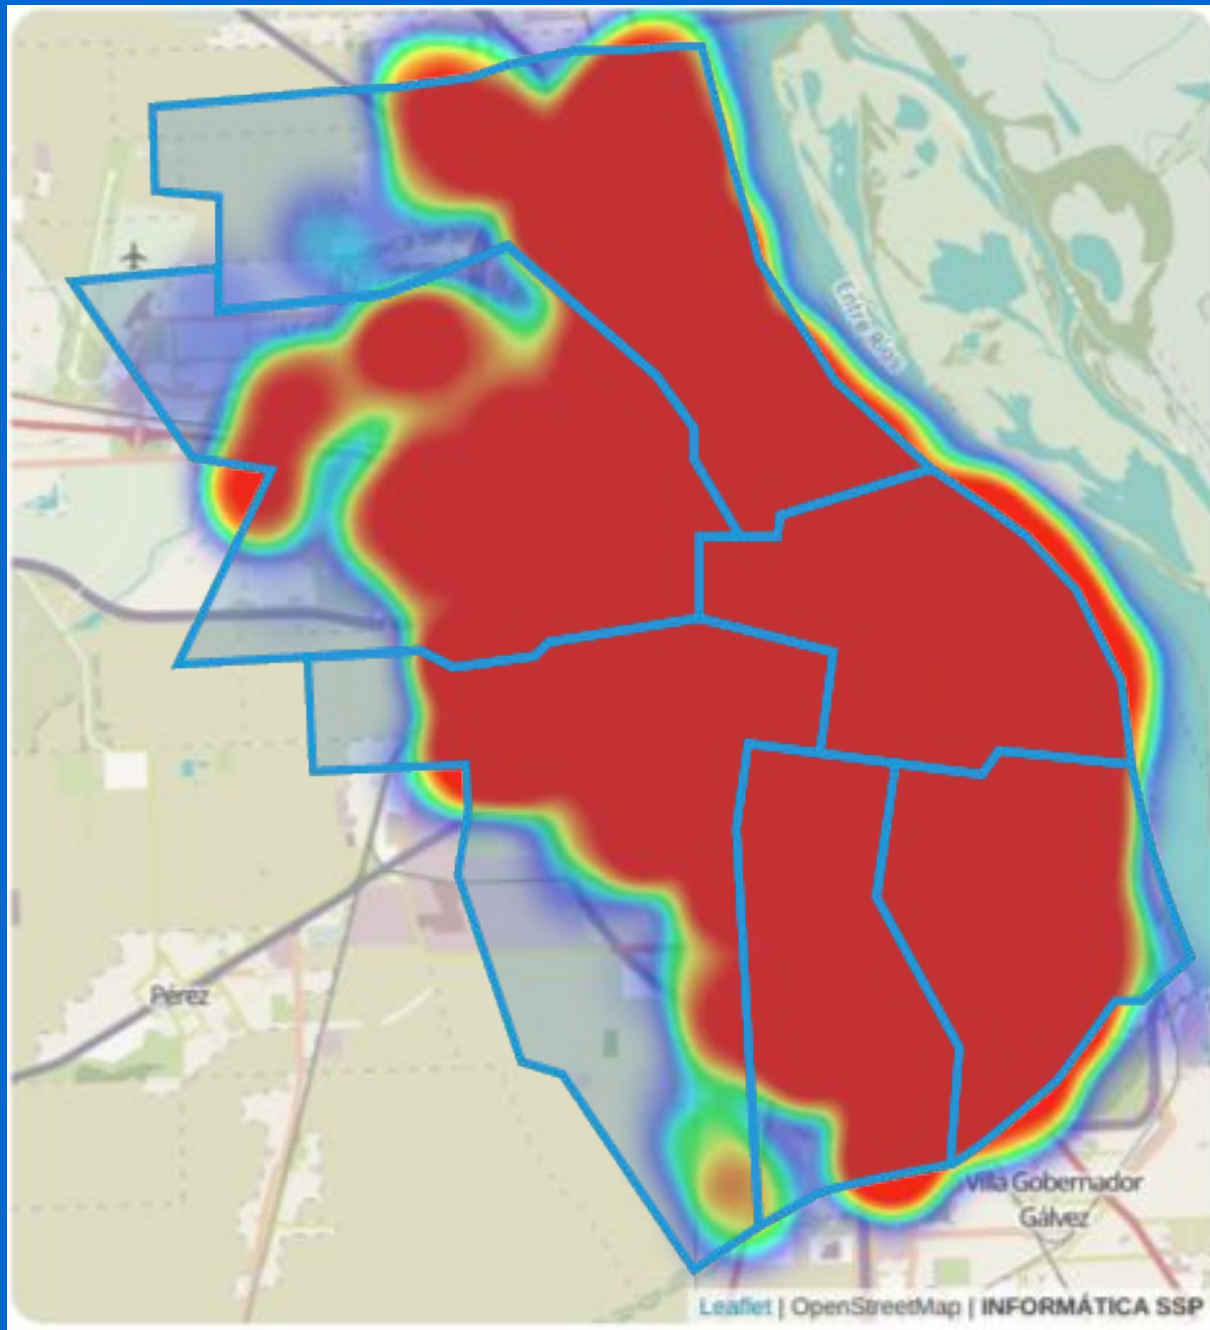 Entre Ríos
Pérez
Villa Gobernador
Gálvez
Leaflet | OpenStreetMap | INFORMÁTICA SSP